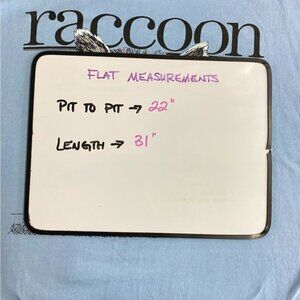 raccoon
FLAT MEASUREMENTS
PIT TO PIT → 22"
LENGTH → 31"